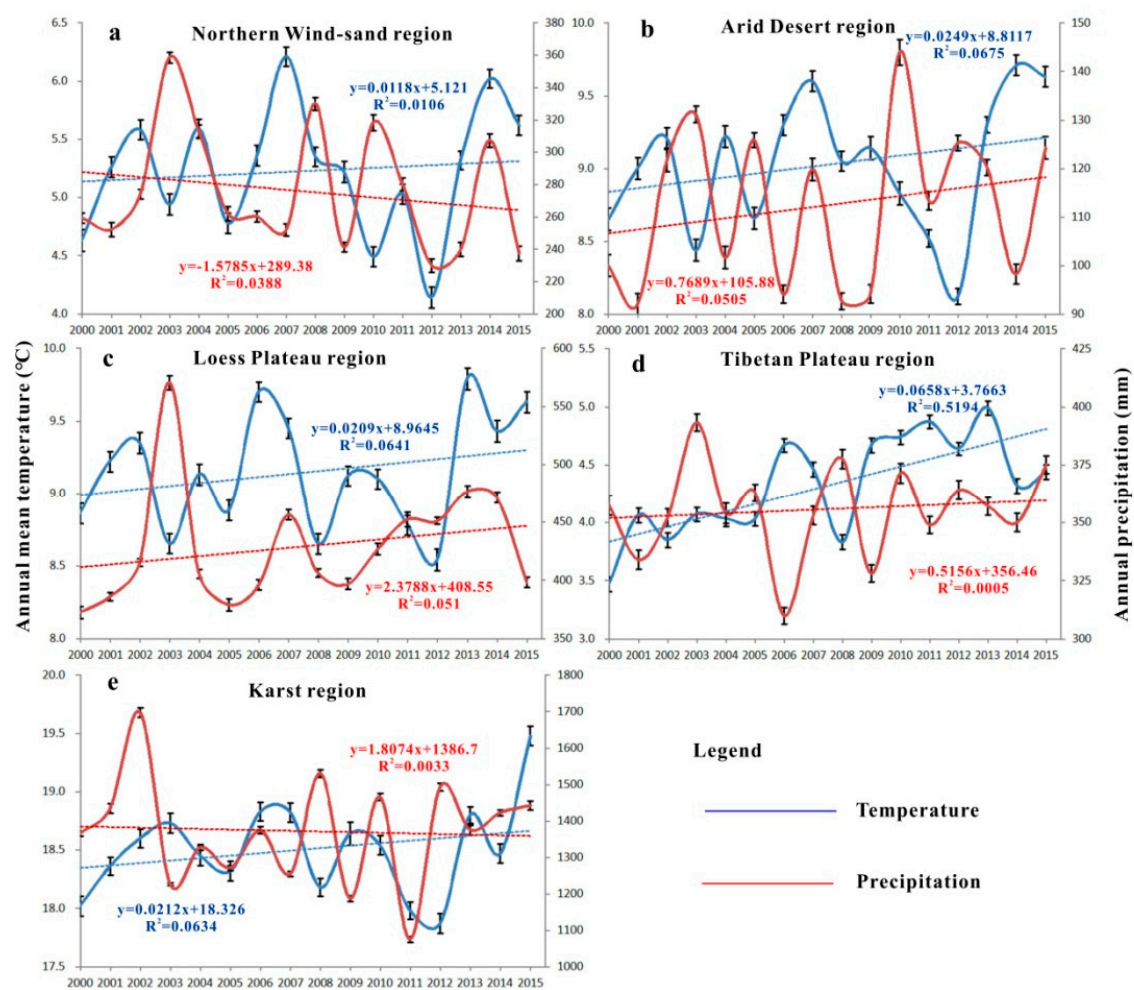 a
Northern Wind-sand region
6.5
6.0
5.5
5.0
4.5
4.0
380
360
340
320
300
280
260
240
220
200
y=0.0118x+5.121
R²=0.0106
y=-1.5785x+289.38
R²=0.0388
2000 2001 2002 2003 2004 2005 2006 2007 2008 2009 2010 2011 2012 2013 2014 2015
b
Arid Desert region
10.0
9.5
9.0
8.5
8.0
150
140
130
120
110
100
90
y=0.0249x+8.8117
R²=0.0675
y=0.7689x+105.88
R²=0.0505
2000 2001 2002 2003 2004 2005 2006 2007 2008 2009 2010 2011 2012 2013 2014 2015
Annual mean temperature (℃)
c
Loess Plateau region
10.0
9.5
9.0
8.5
8.0
600
550
500
450
400
350
y=0.0209x+8.9645
R²=0.0641
y=2.3788x+408.55
R²=0.051
2000 2001 2002 2003 2004 2005 2006 2007 2008 2009 2010 2011 2012 2013 2014 2015
d
Tibetan Plateau region
5.5
5.0
4.5
4.0
3.5
3.0
425
400
375
350
325
300
y=0.0658x+3.7663
R²=0.5194
y=0.5156x+356.46
R²=0.0005
2000 2001 2002 2003 2004 2005 2006 2007 2008 2009 2010 2011 2012 2013 2014 2015
Annual precipitation (mm)
e
Karst region
20.0
19.5
19.0
18.5
18.0
17.5
1800
1700
1600
1500
1400
1300
1200
1100
1000
y=1.8074x+1386.7
R²=0.0033
y=0.0212x+18.326
R²=0.0634
2000 2001 2002 2003 2004 2005 2006 2007 2008 2009 2010 2011 2012 2013 2014 2015
Legend
Temperature
Precipitation